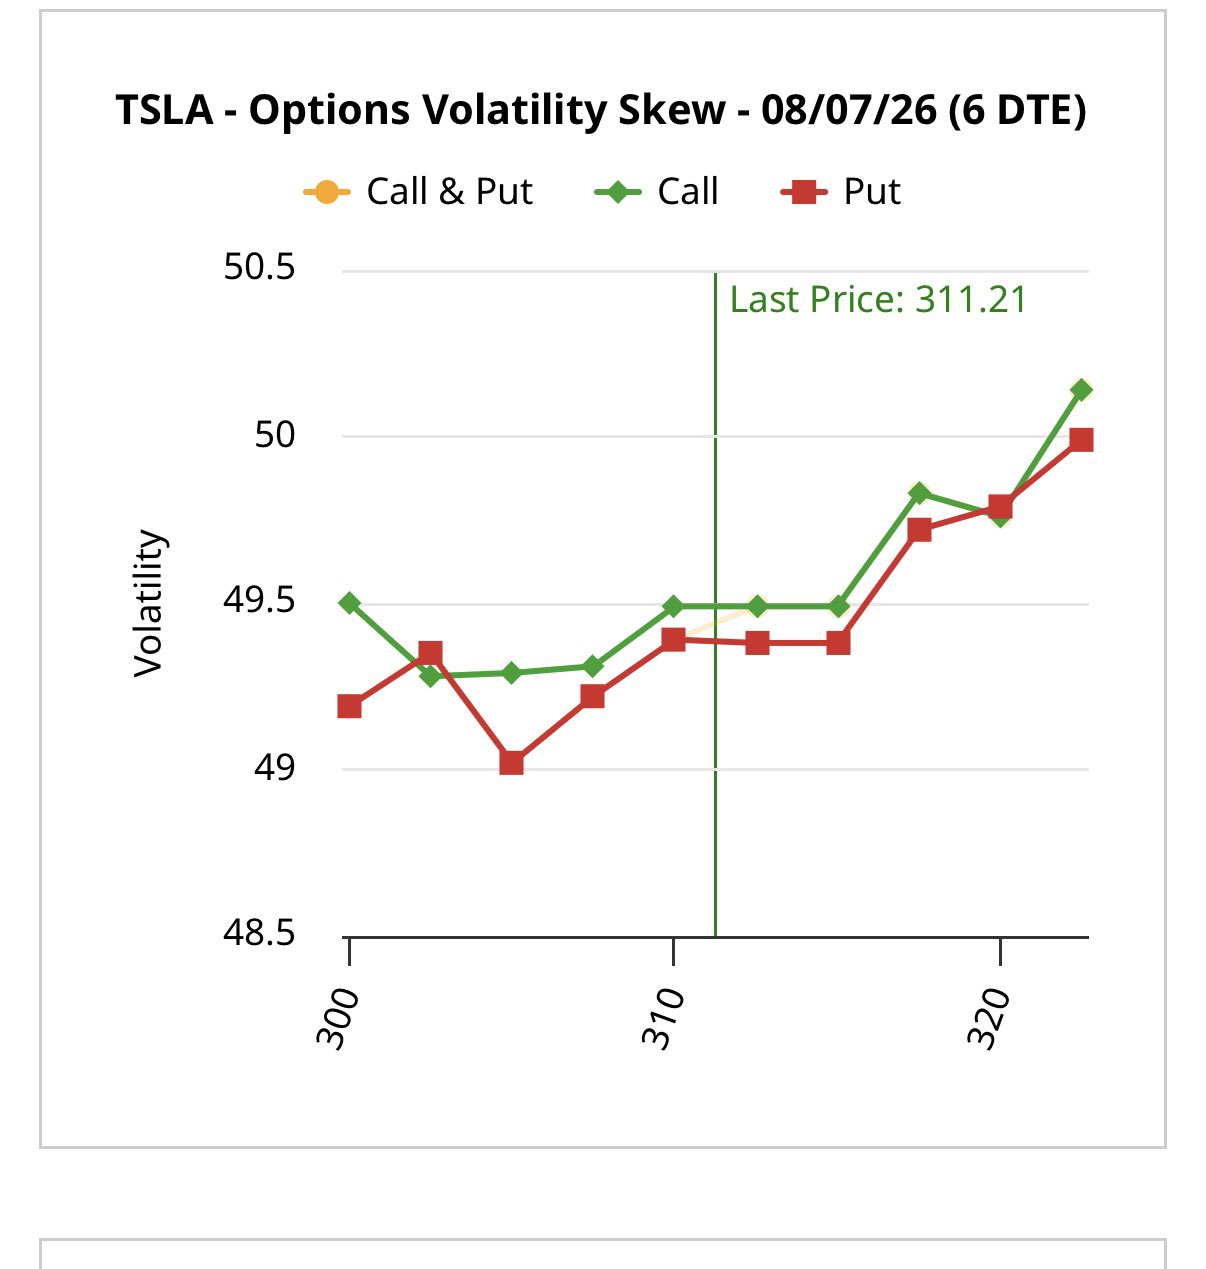 TSLA - Options Volatility Skew - 08/07/26 (6 DTE)
Call & Put
Call
Put
50.5
Last Price: 311.21
50
49.5
Volatility
49
48.5
300
310
320